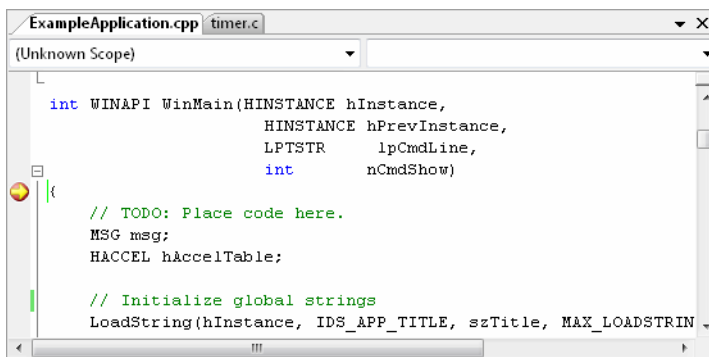 ExampleApplication.cpp timer.c
(Unknown Scope)
int WINAPI WinMain(HINSTANCE hInstance,
HINSTANCE hPrevInstance,
LPTSTR lpCmdLine,
int nCmdShow)
{
// TODO: Place code here.
MSG msg;
HACCEL hAccelTable;
// Initialize global strings
LoadString(hInstance, IDS_APP_TITLE, szTitle, MAX_LOADSTRIN